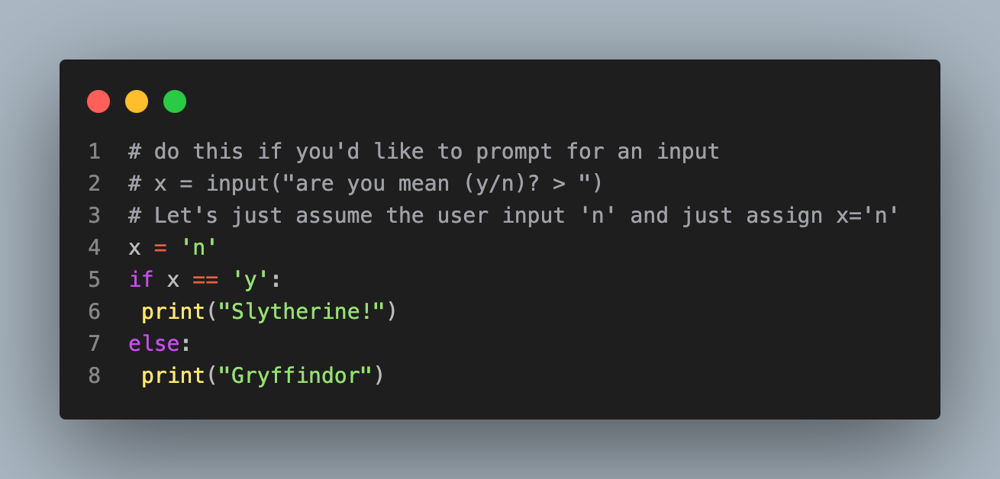 1 # do this if you'd like to prompt for an input
2 # x = input("are you mean (y/n)? > ")
3 # Let's just assume the user input 'n' and just assign x='n'
4 x = 'n'
5 if x == 'y':
6  print("Slytherine!")
7 else:
8  print("Gryffindor")